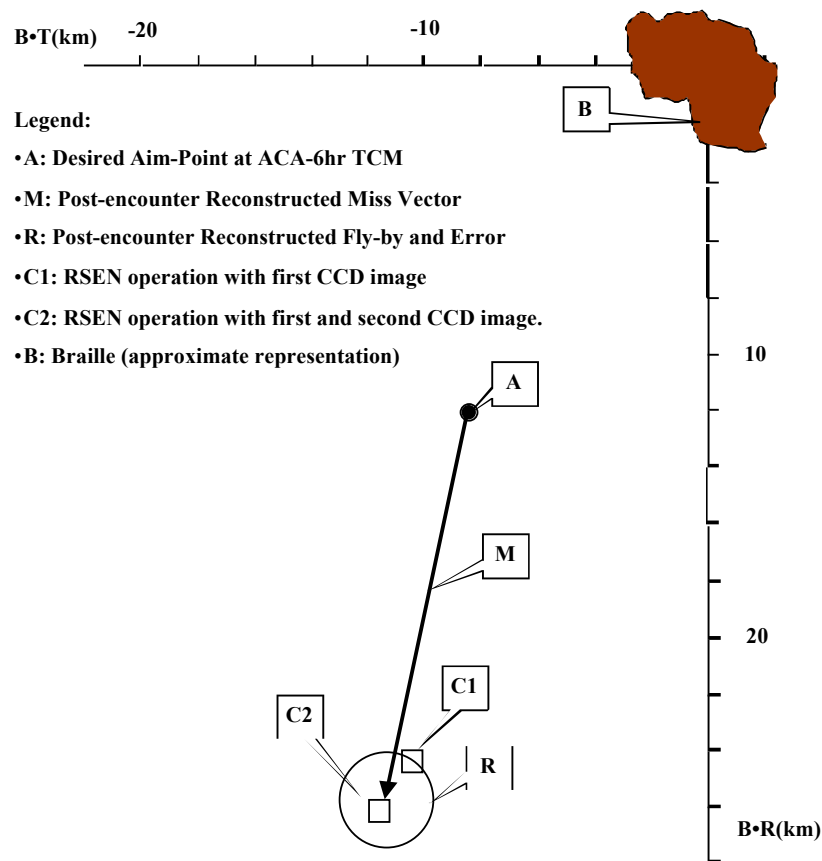 B•T(km) -20 -10
B
Legend:
•A: Desired Aim-Point at ACA-6hr TCM
•M: Post-encounter Reconstructed Miss Vector
•R: Post-encounter Reconstructed Fly-by and Error
•C1: RSEN operation with first CCD image
•C2: RSEN operation with first and second CCD image.
•B: Braille (approximate representation)
10
A
M
20
C1
C2
R
B•R(km)